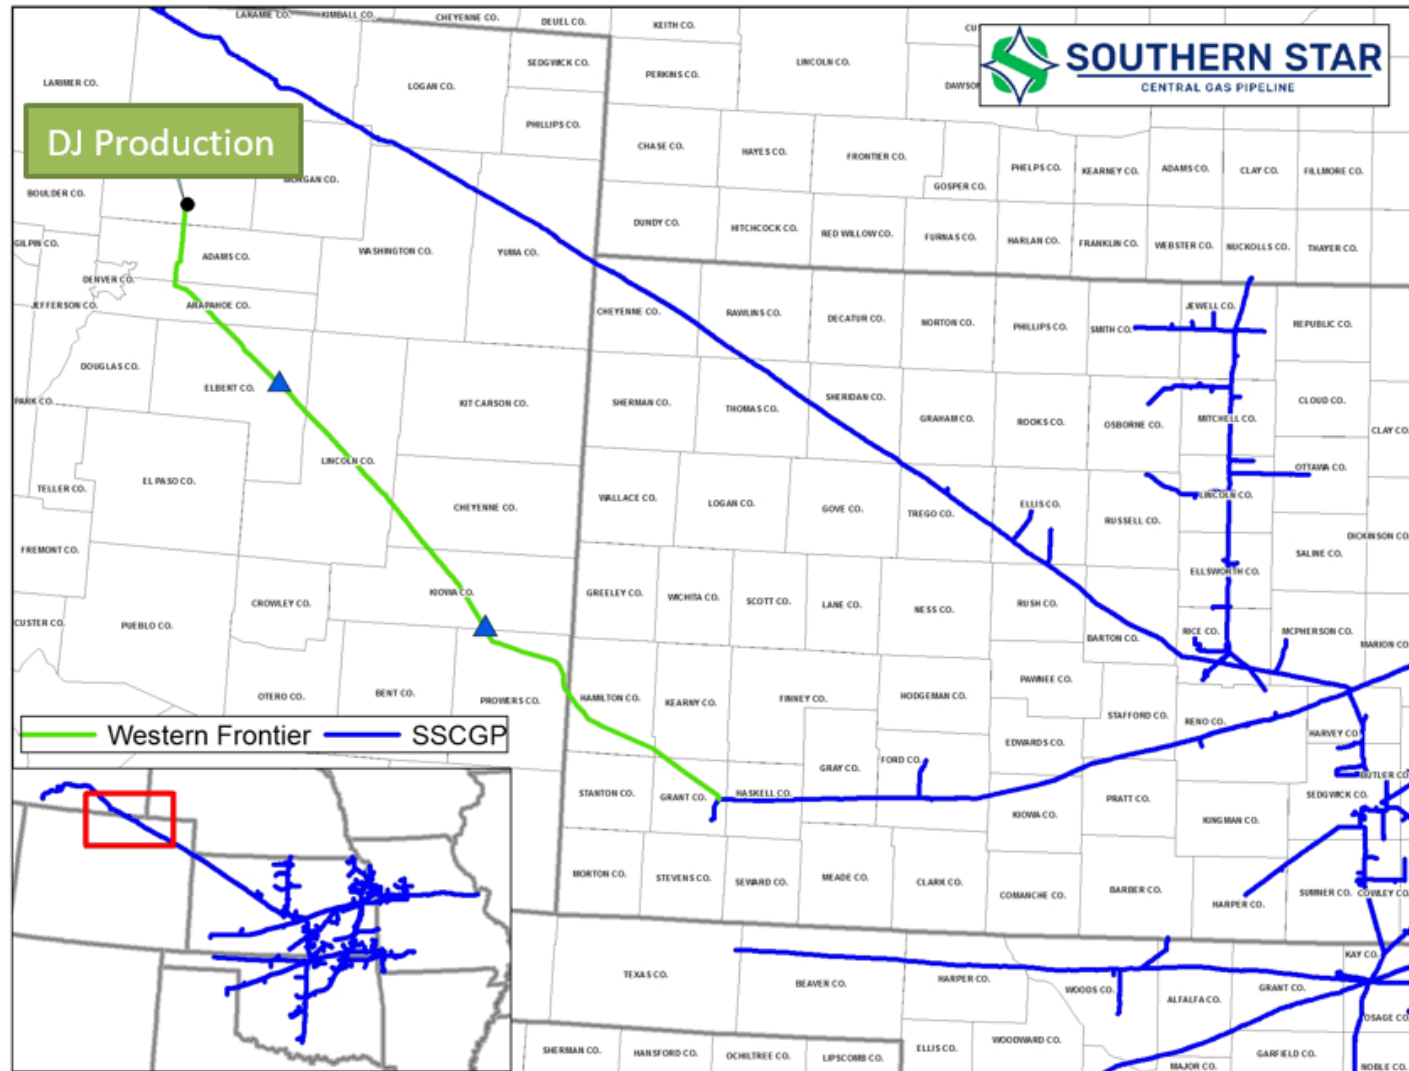 LARAMIE CO.
KIMBALL CO.
CHEYENNE CO.
DEUEL CO.
KEITH CO.
SOUTHERN STAR
CENTRAL GAS PIPELINE
LARIMER CO.
LOGAN CO.
SEDGWICK CO.
PERKINS CO.
LINCOLN CO.
DJ Production
PHILLIPS CO.
CHASE CO.
HAYES CO.
FRONTIER CO.
GOSPER CO.
PHELPS CO.
KEARNEY CO.
ADAMS CO.
CLAY CO.
FILLMORE CO.
BOULDER CO.
DUNDY CO.
HITCHCOCK CO.
RED WILLOW CO.
FURNAS CO.
HARLAN CO.
FRANKLIN CO.
WEBSTER CO.
NUCKOLLS CO.
THAYER CO.
GILPIN CO.
ADAMS CO.
WASHINGTON CO.
YUMA CO.
DENVER CO.
JEFFERSON CO.
ARAPAHOE CO.
CHEYENNE CO.
RAWLINS CO.
DECATUR CO.
NORTON CO.
PHILLIPS CO.
SMITH CO.
JEWELL CO.
REPUBLIC CO.
DOUGLAS CO.
ELBERT CO.
KIT CARSON CO.
SHERMAN CO.
THOMAS CO.
SHERIDAN CO.
GRAHAM CO.
ROOKS CO.
OSBORNE CO.
MITCHELL CO.
CLOUD CO.
CLAY CO.
PARK CO.
TELLER CO.
EL PASO CO.
LINCOLN CO.
CHEYENNE CO.
WALLACE CO.
LOGAN CO.
GOVE CO.
TREGO CO.
ELLIS CO.
RUSSELL CO.
LINCOLN CO.
OTTAWA CO.
DICKINSON CO.
SALINE CO.
FREMONT CO.
CUSTER CO.
PUEBLO CO.
CROWLEY CO.
KIOWA CO.
GREELEY CO.
WICHITA CO.
SCOTT CO.
LANE CO.
NESS CO.
RUSH CO.
BARTON CO.
ELLSWORTH CO.
RICE CO.
MCPHERSON CO.
MARION CO.
OTERO CO.
BENT CO.
PROWERS CO.
HAMILTON CO.
KEARNY CO.
FINNEY CO.
HODGEMAN CO.
PAWNEE CO.
STAFFORD CO.
RENO CO.
HARVEY CO.
Western Frontier
SSCGP
STANTON CO.
GRANT CO.
HASKELL CO.
GRAY CO.
FORD CO.
EDWARDS CO.
KIOWA CO.
PRATT CO.
KINGMAN CO.
SEDGWICK CO.
BUTLER CO.
MORTON CO.
STEVENS CO.
SEWARD CO.
MEADE CO.
CLARK CO.
COMANCHE CO.
BARBER CO.
HARPER CO.
SUMNER CO.
COWLEY CO.
TEXAS CO.
BEAVER CO.
HARPER CO.
WOODS CO.
ALFALFA CO.
GRANT CO.
KAY CO.
OSAGE CO.
SHERMAN CO.
HANSFORD CO.
OCHILTREE CO.
LIPSCOMB CO.
ELLIS CO.
WOODWARD CO.
MAJOR CO.
GARFIELD CO.
NOBLE CO.